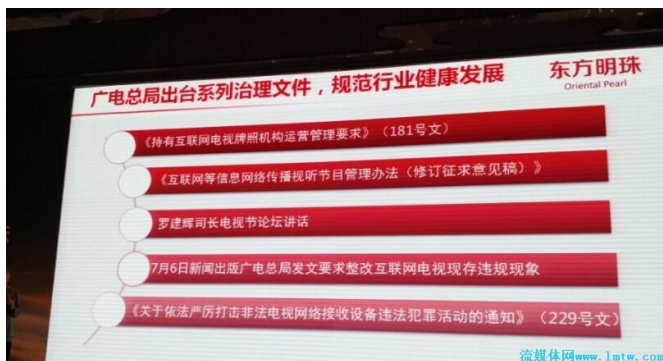 广电总局出台系列治理文件，规范行业健康发展
东方明珠
Oriental Pearl
《持有互联网电视牌照机构运营管理要求》（181号文）
《互联网等信息网络传播视听节目管理办法（修订征求意见稿）》
罗建辉司长电视节论坛讲话
7月6日新闻出版广电总局发文要求整改互联网电视现存违规现象
《关于依法严厉打击非法电视网络接收设备违法犯罪活动的通知》（229号文）
流媒体网www.lmtw.com